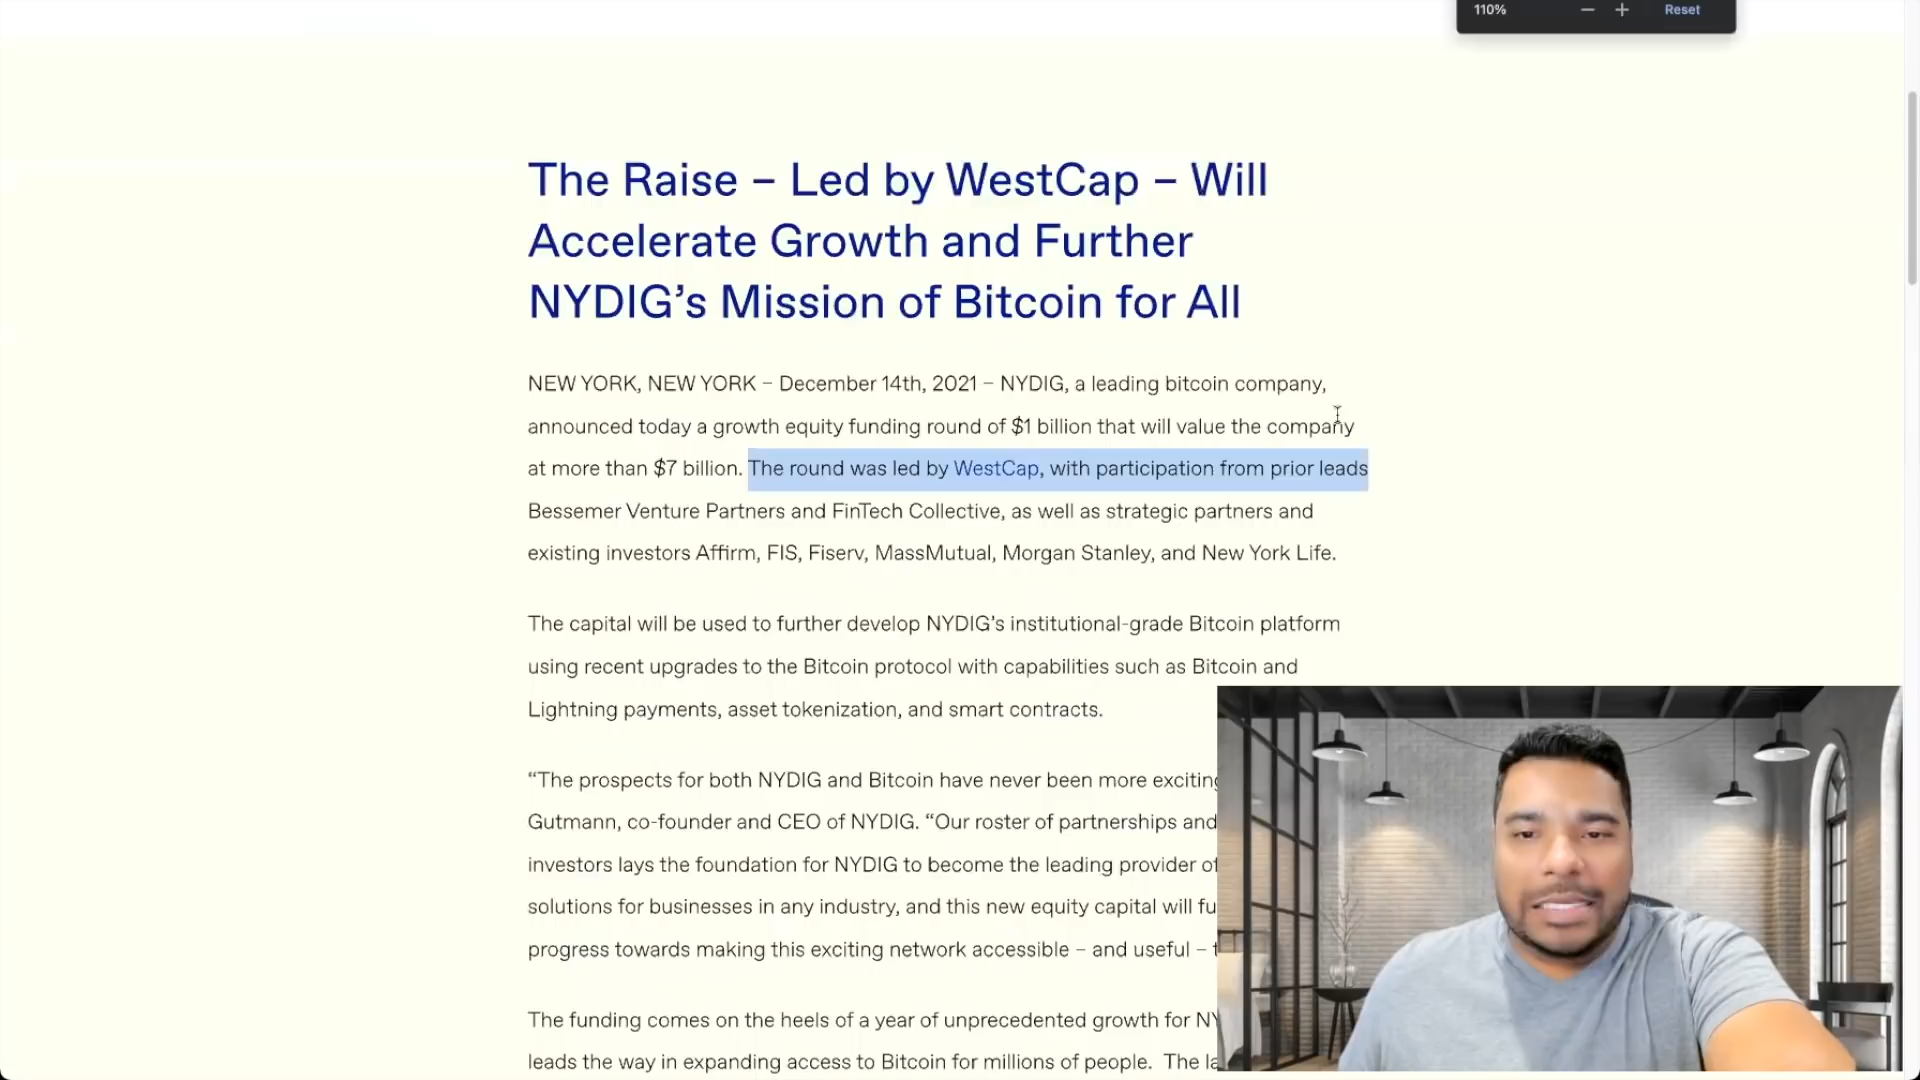 110% − + Reset
The Raise – Led by WestCap – Will
Accelerate Growth and Further
NYDIG’s Mission of Bitcoin for All
NEW YORK, NEW YORK – December 14th, 2021 – NYDIG, a leading bitcoin company,
announced today a growth equity funding round of $1 billion that will value the company
at more than $7 billion. The round was led by WestCap, with participation from prior leads
Bessemer Venture Partners and FinTech Collective, as well as strategic partners and
existing investors Affirm, FIS, Fiserv, MassMutual, Morgan Stanley, and New York Life.
The capital will be used to further develop NYDIG’s institutional-grade Bitcoin platform
using recent upgrades to the Bitcoin protocol with capabilities such as Bitcoin and
Lightning payments, asset tokenization, and smart contracts.
“The prospects for both NYDIG and Bitcoin have never been more exciting
Gutmann, co-founder and CEO of NYDIG. “Our roster of partnerships and
investors lays the foundation for NYDIG to become the leading provider of
solutions for businesses in any industry, and this new equity capital will fu
progress towards making this exciting network accessible – and useful – t
The funding comes on the heels of a year of unprecedented growth for NY
leads the way in expanding access to Bitcoin for millions of people. The la